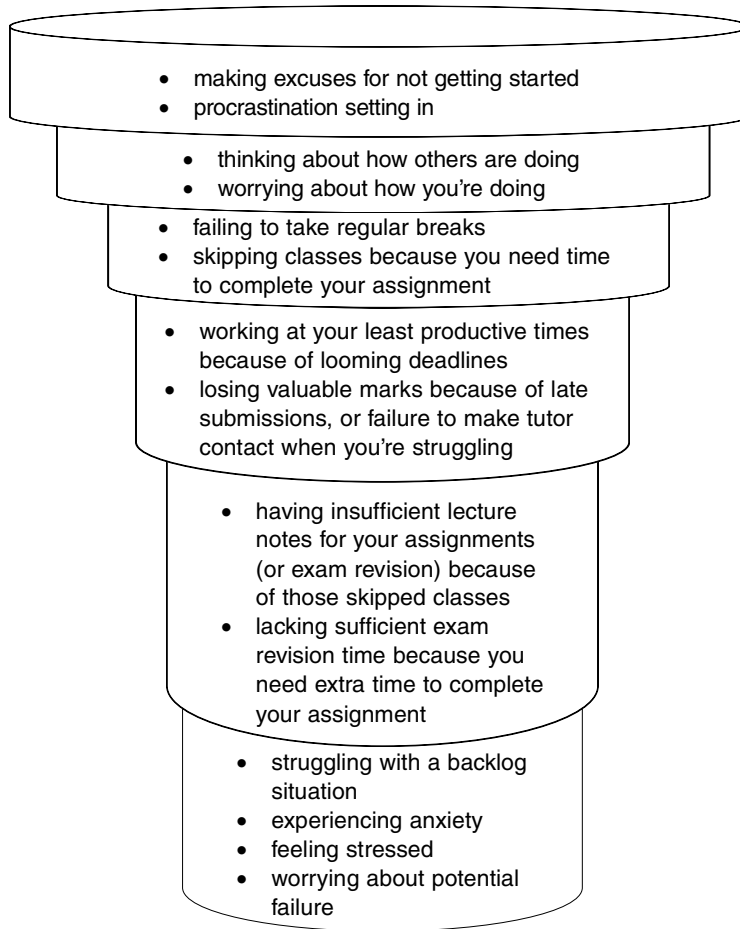 • making excuses for not getting started
• procrastination setting in
• thinking about how others are doing
• worrying about how you’re doing
• failing to take regular breaks
• skipping classes because you need time
to complete your assignment
• working at your least productive times
because of looming deadlines
• losing valuable marks because of late
submissions, or failure to make tutor
contact when you’re struggling
• having insufficient lecture
notes for your assignments
(or exam revision) because
of those skipped classes
• lacking sufficient exam
revision time because you
need extra time to complete
your assignment
• struggling with a backlog
situation
• experiencing anxiety
• feeling stressed
• worrying about potential
failure